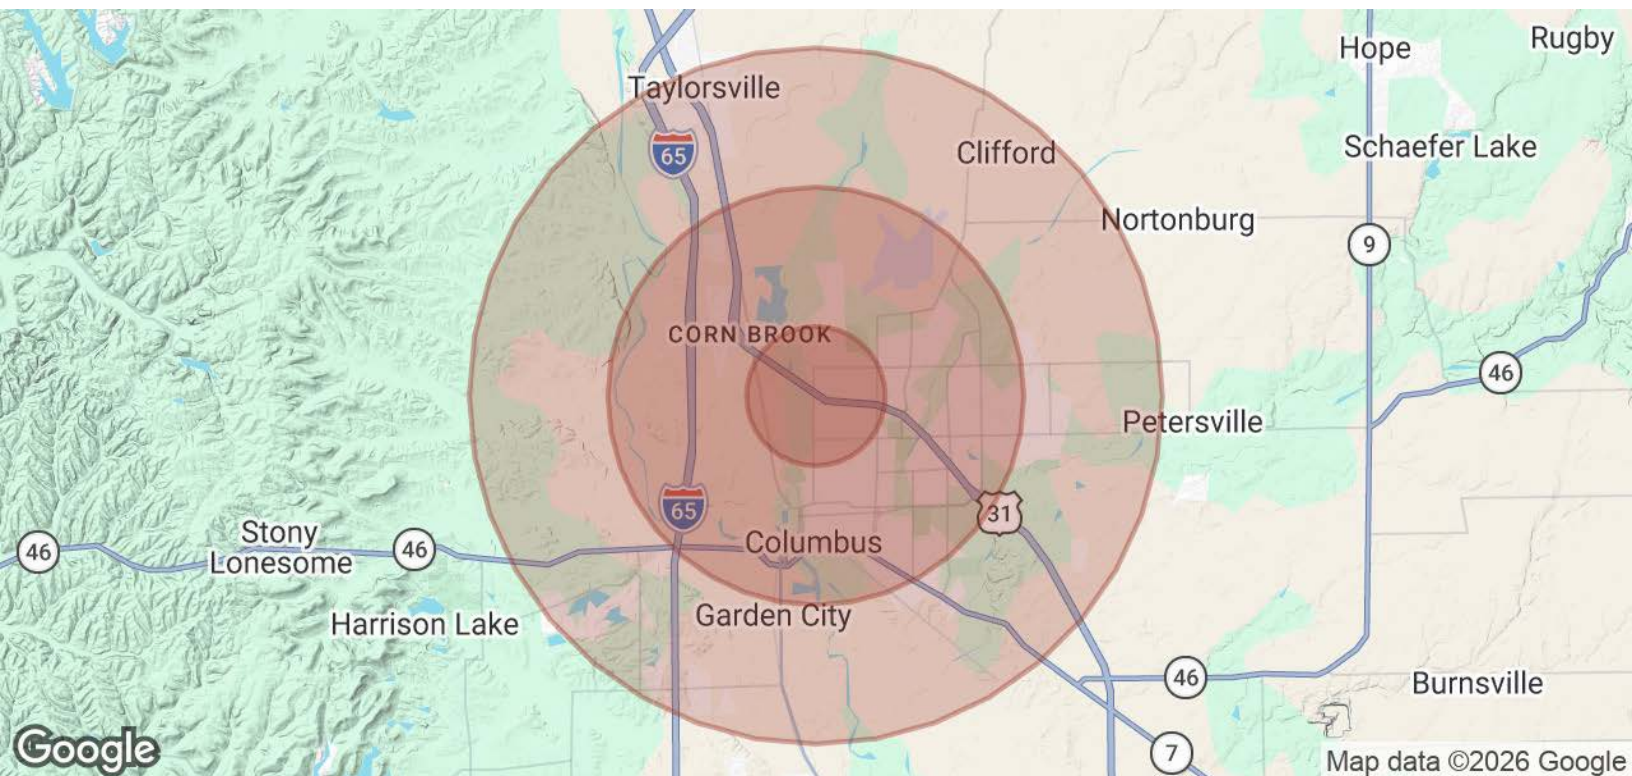 Hope
Rugby
Taylorsville
65
Clifford
Schaefer Lake
Nortonburg
9
CORN BROOK
46
Petersville
65
31
46
Stony
Lonesome
46
Columbus
Harrison Lake
Garden City
46
Burnsville
7
Google
Map data ©2026 Google